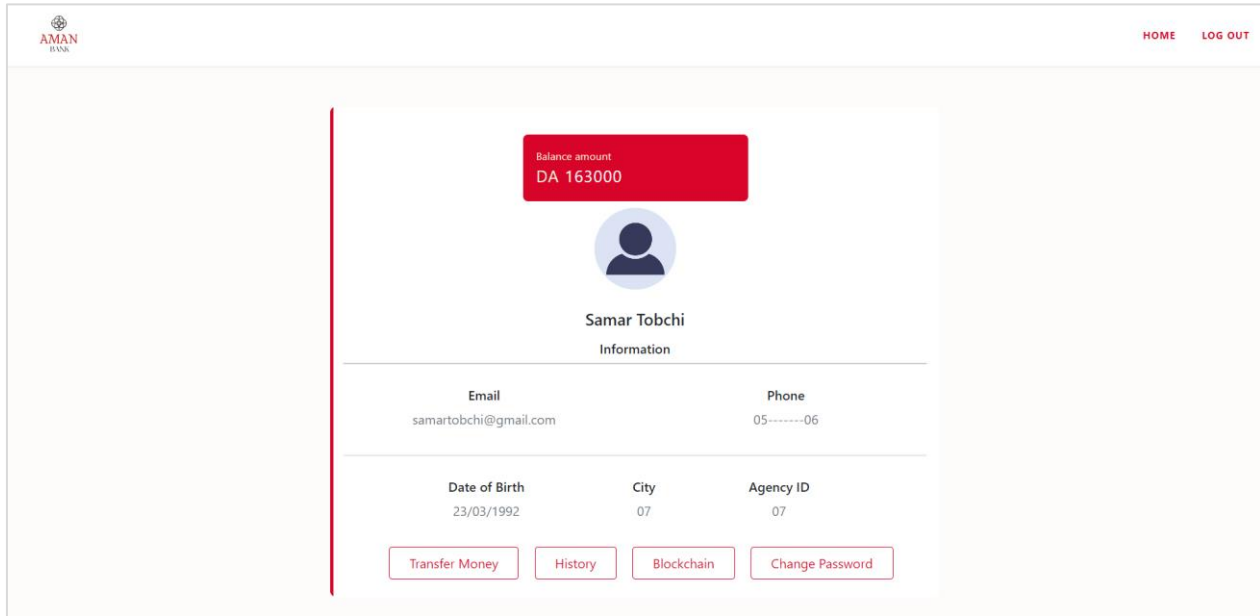 AMAN
BANK
HOME LOG OUT
Balance amount
DA 163000
Samar Tobchi
Information
Email Phone
samartobchi@gmail.com 05-------06
Date of Birth City Agency ID
23/03/1992 07 07
Transfer Money History Blockchain Change Password